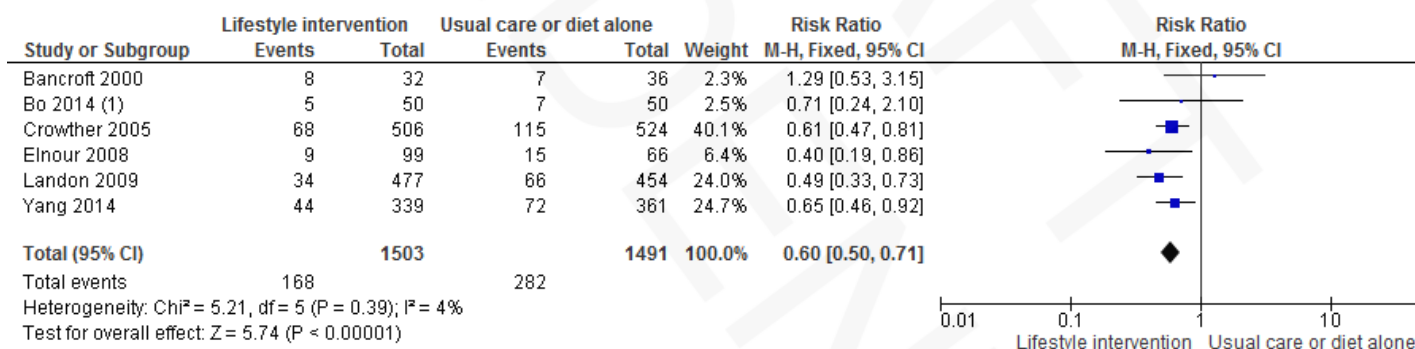 Lifestyle intervention Usual care or diet alone Risk Ratio Risk Ratio
Study or Subgroup Events Total Events Total Weight M-H, Fixed, 95% CI M-H, Fixed, 95% CI
Bancroft 2000 8 32 7 36 2.3% 1.29 [0.53, 3.15]
Bo 2014 (1) 5 50 7 50 2.5% 0.71 [0.24, 2.10]
Crowther 2005 68 506 115 524 40.1% 0.61 [0.47, 0.81]
Elnour 2008 9 99 15 66 6.4% 0.40 [0.19, 0.86]
Landon 2009 34 477 66 454 24.0% 0.49 [0.33, 0.73]
Yang 2014 44 339 72 361 24.7% 0.65 [0.46, 0.92]
Total (95% CI) 1503 1491 100.0% 0.60 [0.50, 0.71]
Total events 168 282
Heterogeneity: Chi² = 5.21, df = 5 (P = 0.39); I² = 4%
Test for overall effect: Z = 5.74 (P < 0.00001)
0.01 0.1 1 10
Lifestyle intervention Usual care or diet alone